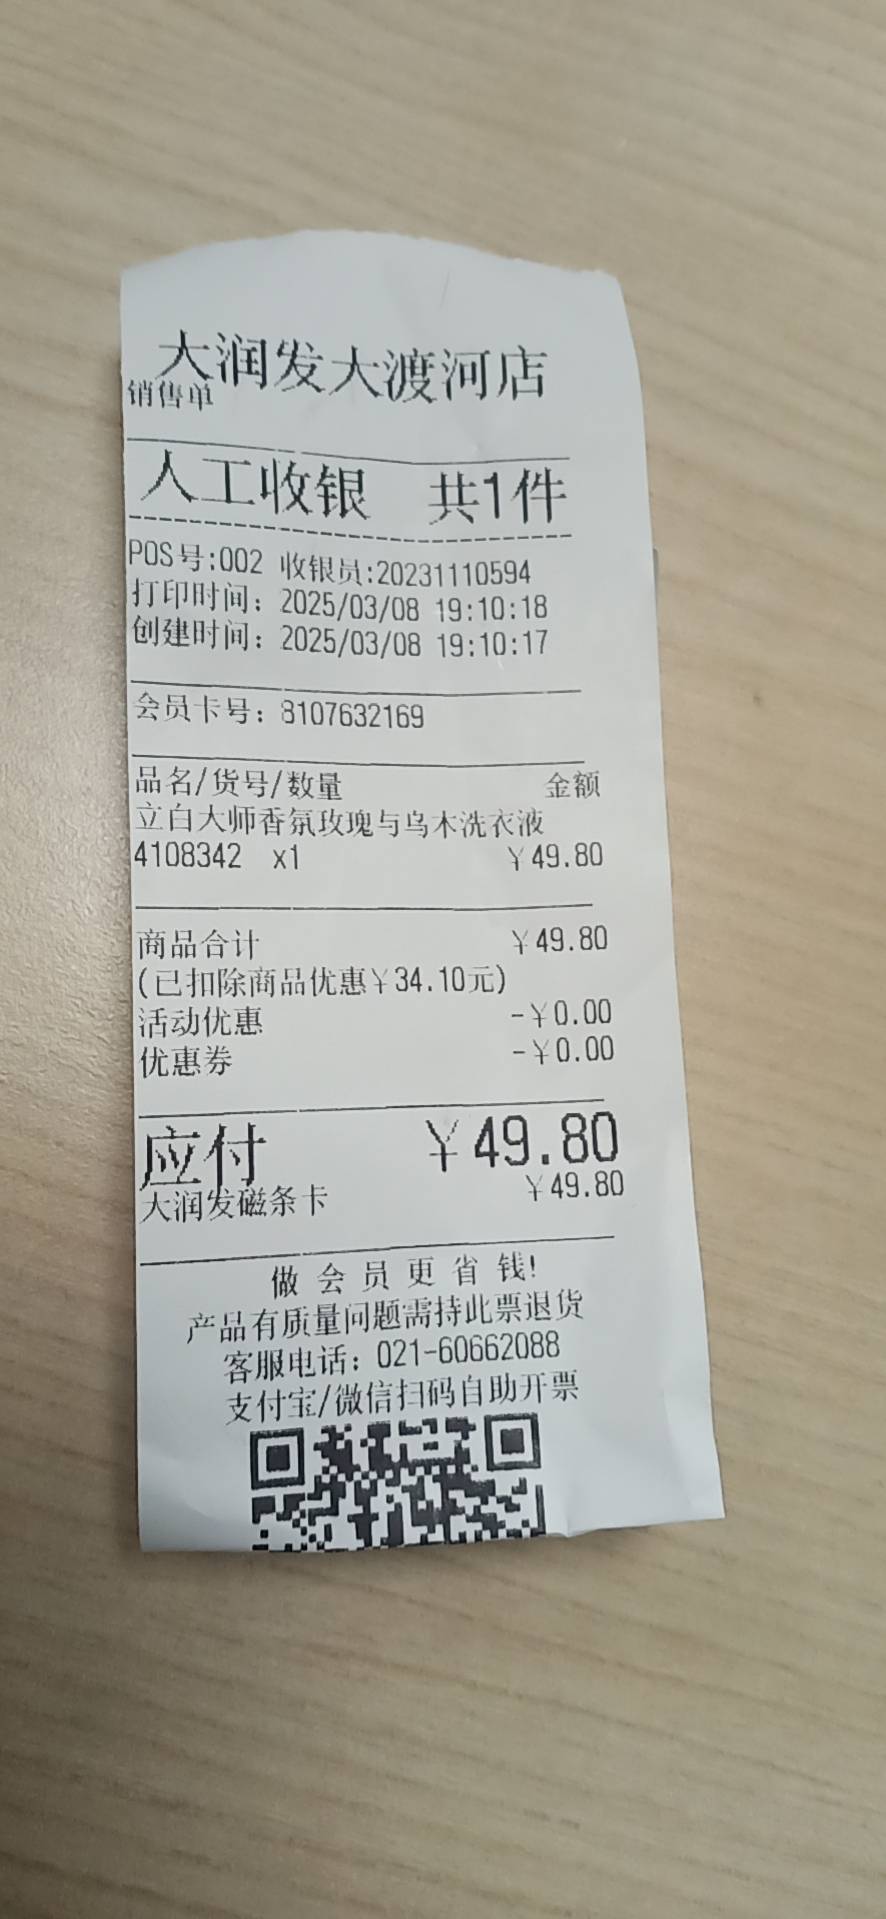 大润发大渡河店
销售单
人工收银 共1件
POS号:002 收银员:20231110594
打印时间：2025/03/08 19:10:18
创建时间：2025/03/08 19:10:17
会员卡号：8107632169
品名/货号/数量 金额
立白大师香氛玫瑰与乌木洗衣液
4108342 x1 ￥49.80
商品合计 ￥49.80
(已扣除商品优惠￥34.10元)
活动优惠 -￥0.00
优惠券 -￥0.00
应付 ￥49.80
大润发磁条卡 ￥49.80
做会员更省钱!
产品有质量问题需持此票退货
客服电话：021-60662088
支付宝/微信扫码自助开票